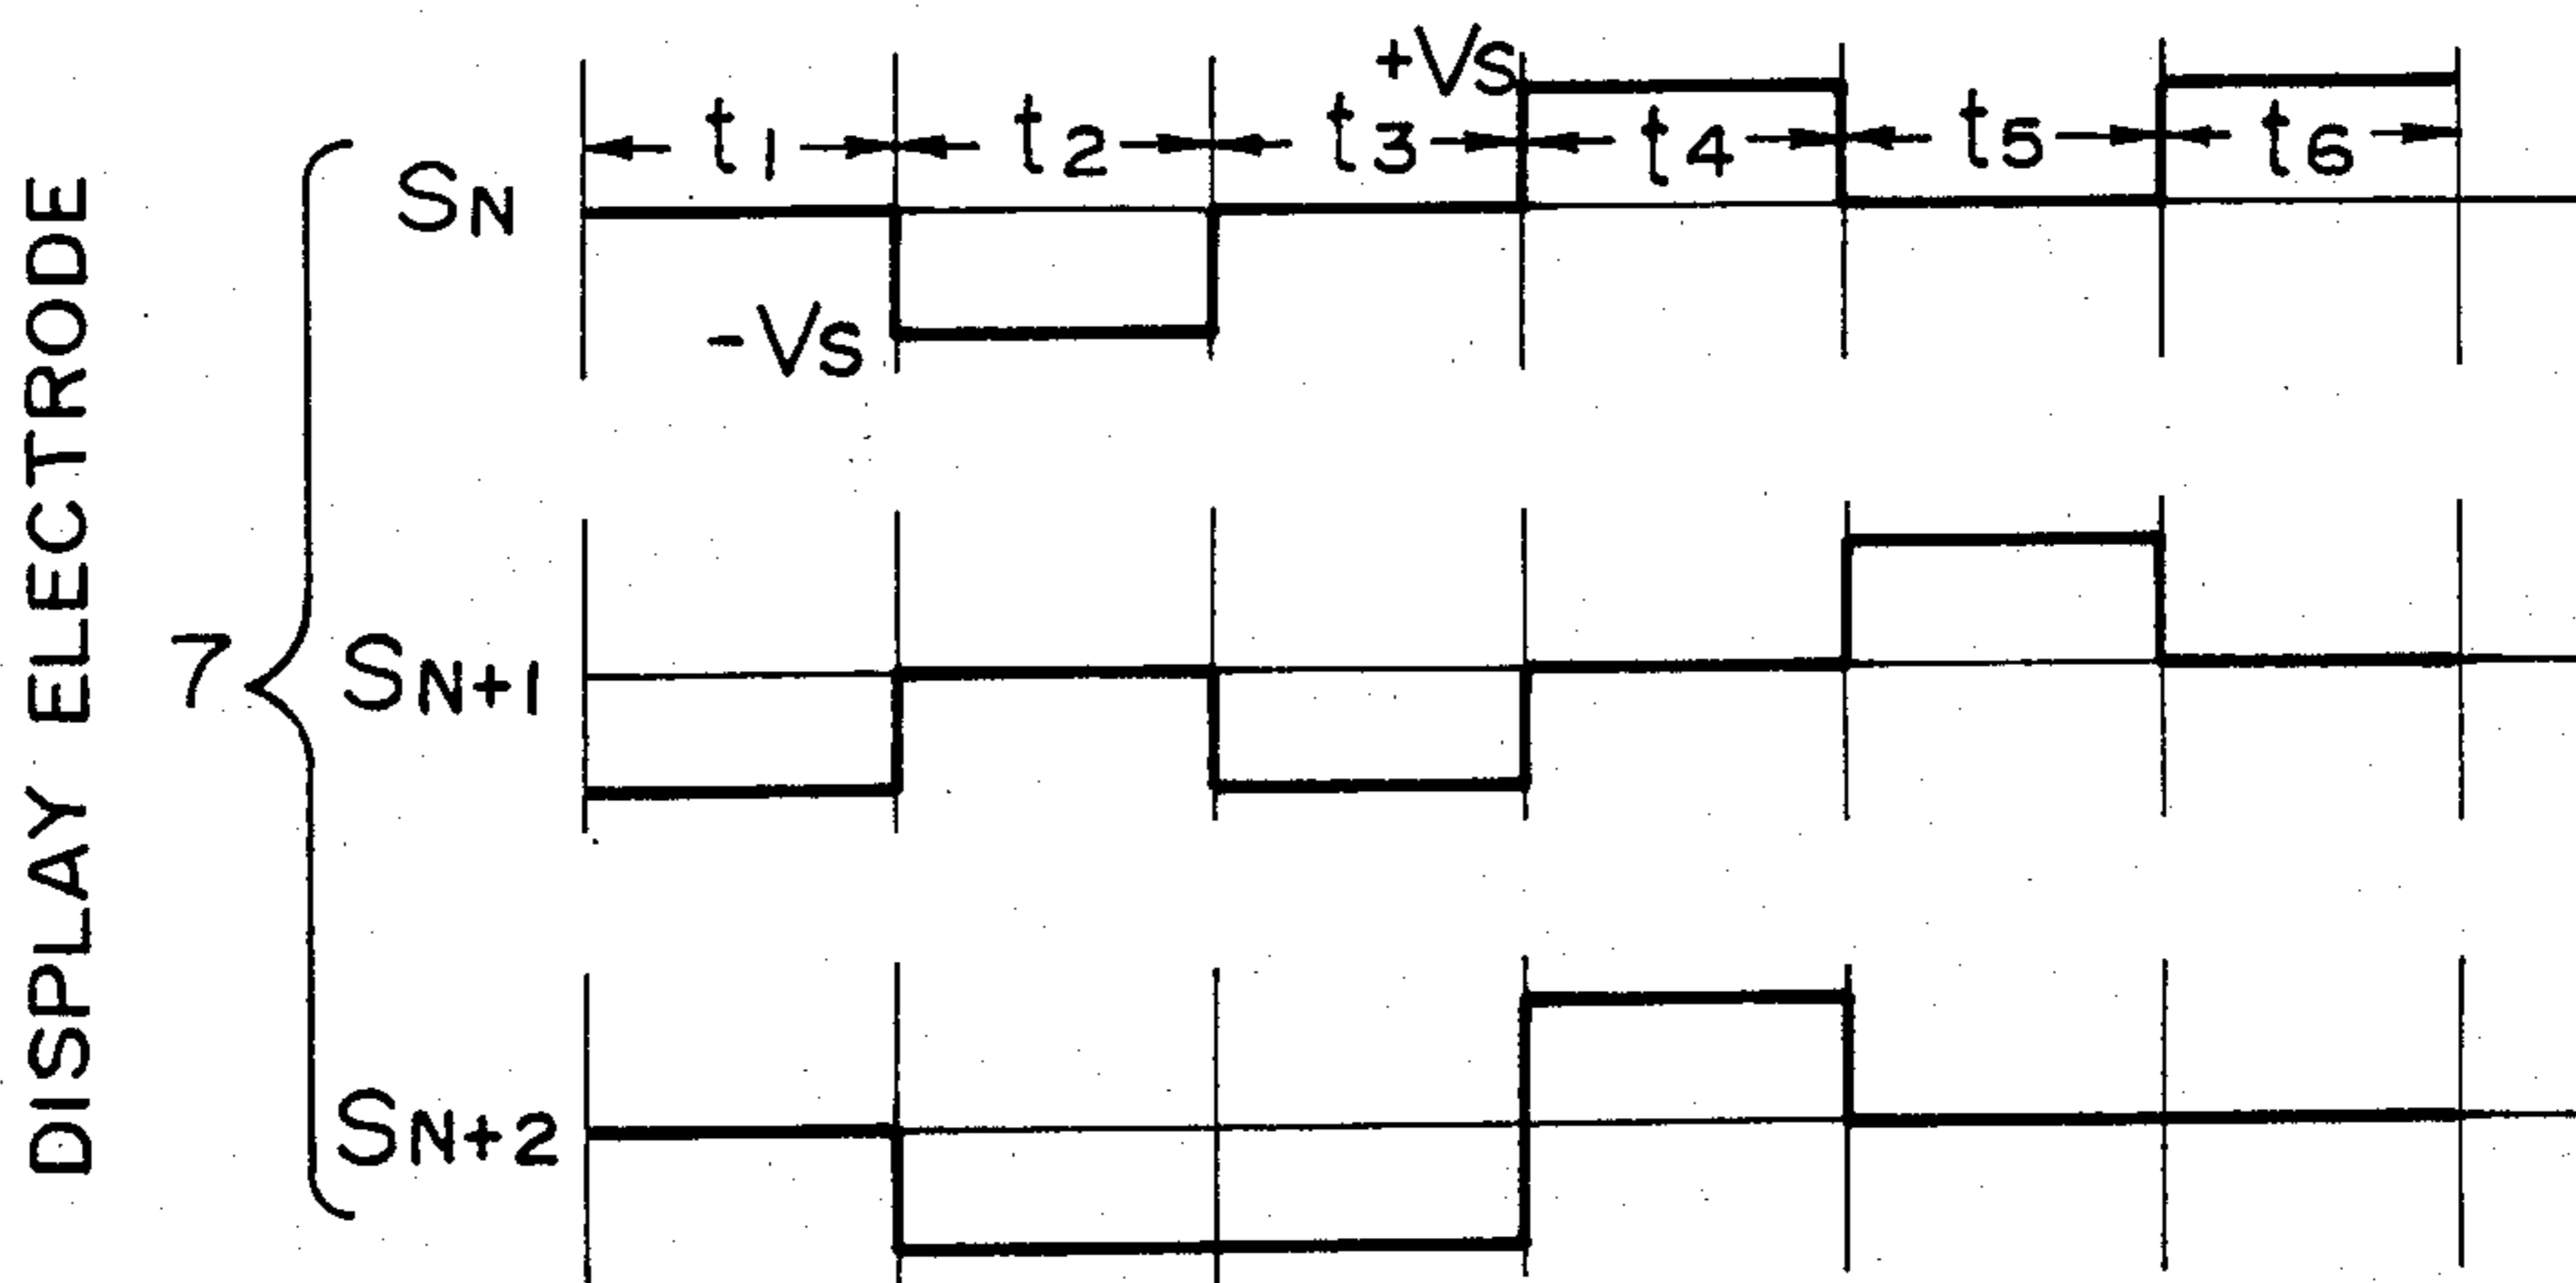 DISPLAY ELECTRODE
7
SN
+VS
t1 t2 t3 t4 t5 t6
-VS
SN+1
SN+2